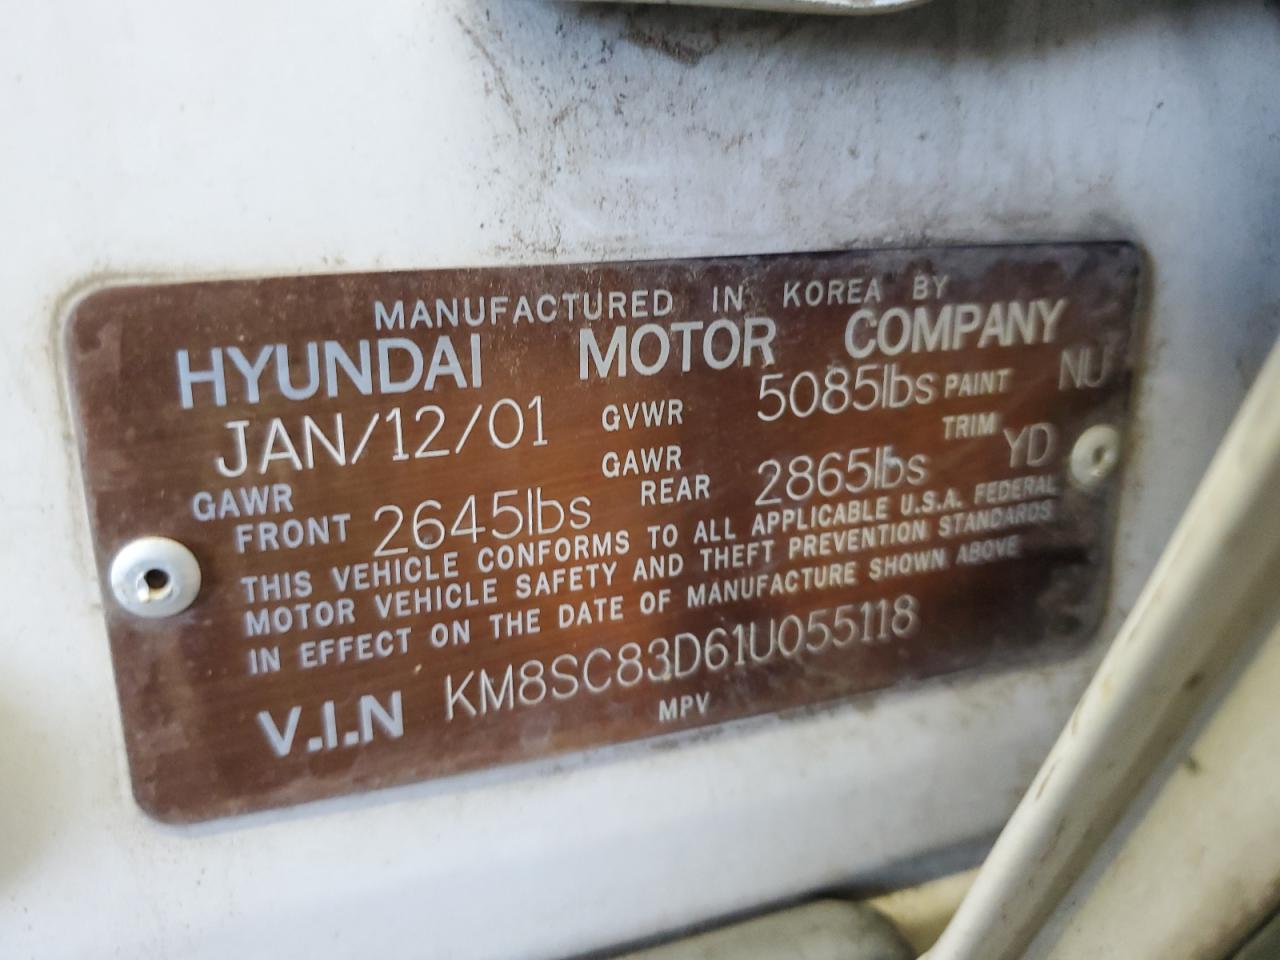 MANUFACTURED IN KOREA BY
HYUNDAI MOTOR COMPANY
JAN/12/01 GVWR 5085lbs PAINT NU
GAWR FRONT 2645lbs GAWR REAR 2865lbs TRIM YD
THIS VEHICLE CONFORMS TO ALL APPLICABLE U.S.A. FEDERAL
MOTOR VEHICLE SAFETY AND THEFT PREVENTION STANDARDS
IN EFFECT ON THE DATE OF MANUFACTURE SHOWN ABOVE
V.I.N KM8SC83D61U055118
MPV